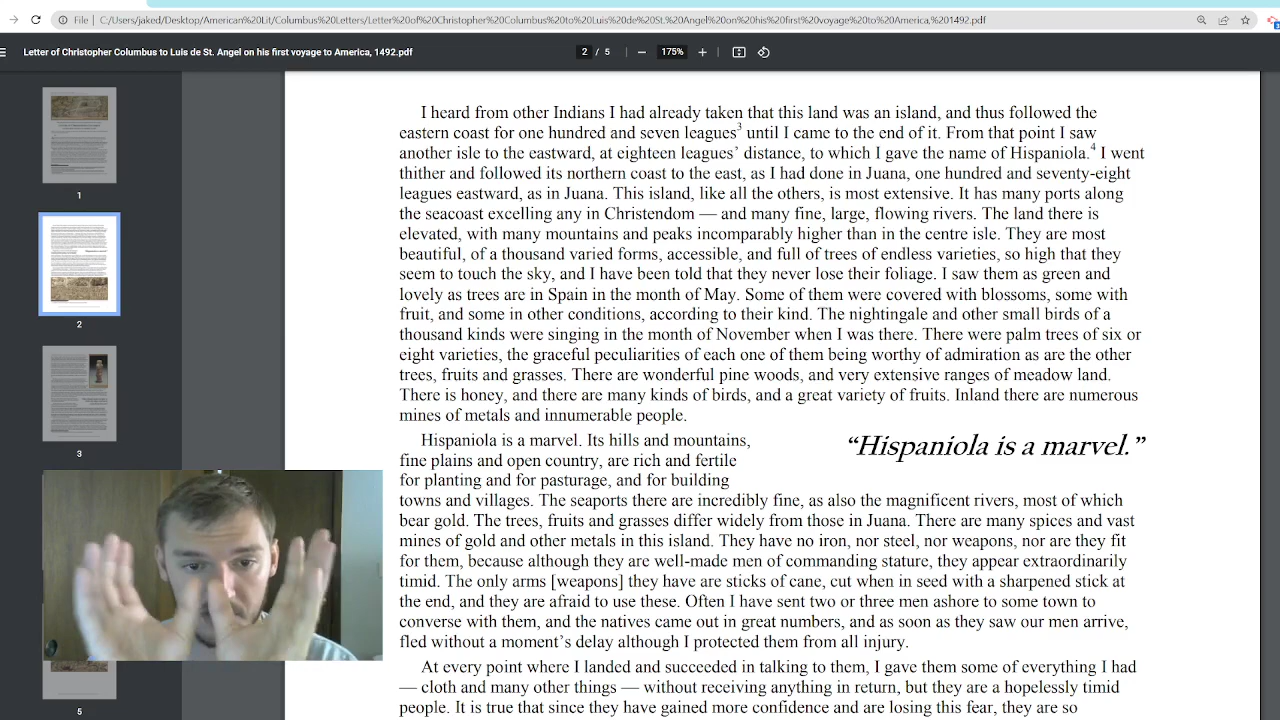 File | C:/Users/jaked/Desktop/American%20Lit/Columbus%20Letters/Letter%20of%20Christopher%20Columbus%20to%20Luis%20de%20St.%20Angel%20on%20his%20first%20voyage%20to%20America,%201492.pdf
Letter of Christopher Columbus to Luis de St. Angel on his first voyage to America, 1492.pdf
2 / 5
175%
1
2
3
5
I heard from other Indians I had already taken that this land was an island, and thus followed the
eastern coast for one hundred and seven leagues3 until I came to the end of it. From that point I saw
another isle to the eastward, at eighteen leagues’ distance, to which I gave the name of Hispaniola.4 I went
thither and followed its northern coast to the east, as I had done in Juana, one hundred and seventy-eight
leagues eastward, as in Juana. This island, like all the others, is most extensive. It has many ports along
the seacoast excelling any in Christendom — and many fine, large, flowing rivers. The land there is
elevated, with many mountains and peaks incomparably higher than in the centre isle. They are most
beautiful, of a thousand varied forms, accessible, and full of trees of endless varieties, so high that they
seem to touch the sky, and I have been told that they never lose their foliage. I saw them as green and
lovely as trees are in Spain in the month of May. Some of them were covered with blossoms, some with
fruit, and some in other conditions, according to their kind. The nightingale and other small birds of a
thousand kinds were singing in the month of November when I was there. There were palm trees of six or
eight varieties, the graceful peculiarities of each one of them being worthy of admiration as are the other
trees, fruits and grasses. There are wonderful pine woods, and very extensive ranges of meadow land.
There is honey, and there are many kinds of birds, and a great variety of fruits. Inland there are numerous
mines of metals and innumerable people.
Hispaniola is a marvel. Its hills and mountains,
fine plains and open country, are rich and fertile
for planting and for pasturage, and for building
“Hispaniola is a marvel.”
towns and villages. The seaports there are incredibly fine, as also the magnificent rivers, most of which
bear gold. The trees, fruits and grasses differ widely from those in Juana. There are many spices and vast
mines of gold and other metals in this island. They have no iron, nor steel, nor weapons, nor are they fit
for them, because although they are well-made men of commanding stature, they appear extraordinarily
timid. The only arms [weapons] they have are sticks of cane, cut when in seed with a sharpened stick at
the end, and they are afraid to use these. Often I have sent two or three men ashore to some town to
converse with them, and the natives came out in great numbers, and as soon as they saw our men arrive,
fled without a moment’s delay although I protected them from all injury.
At every point where I landed and succeeded in talking to them, I gave them some of everything I had
— cloth and many other things — without receiving anything in return, but they are a hopelessly timid
people. It is true that since they have gained more confidence and are losing this fear, they are so